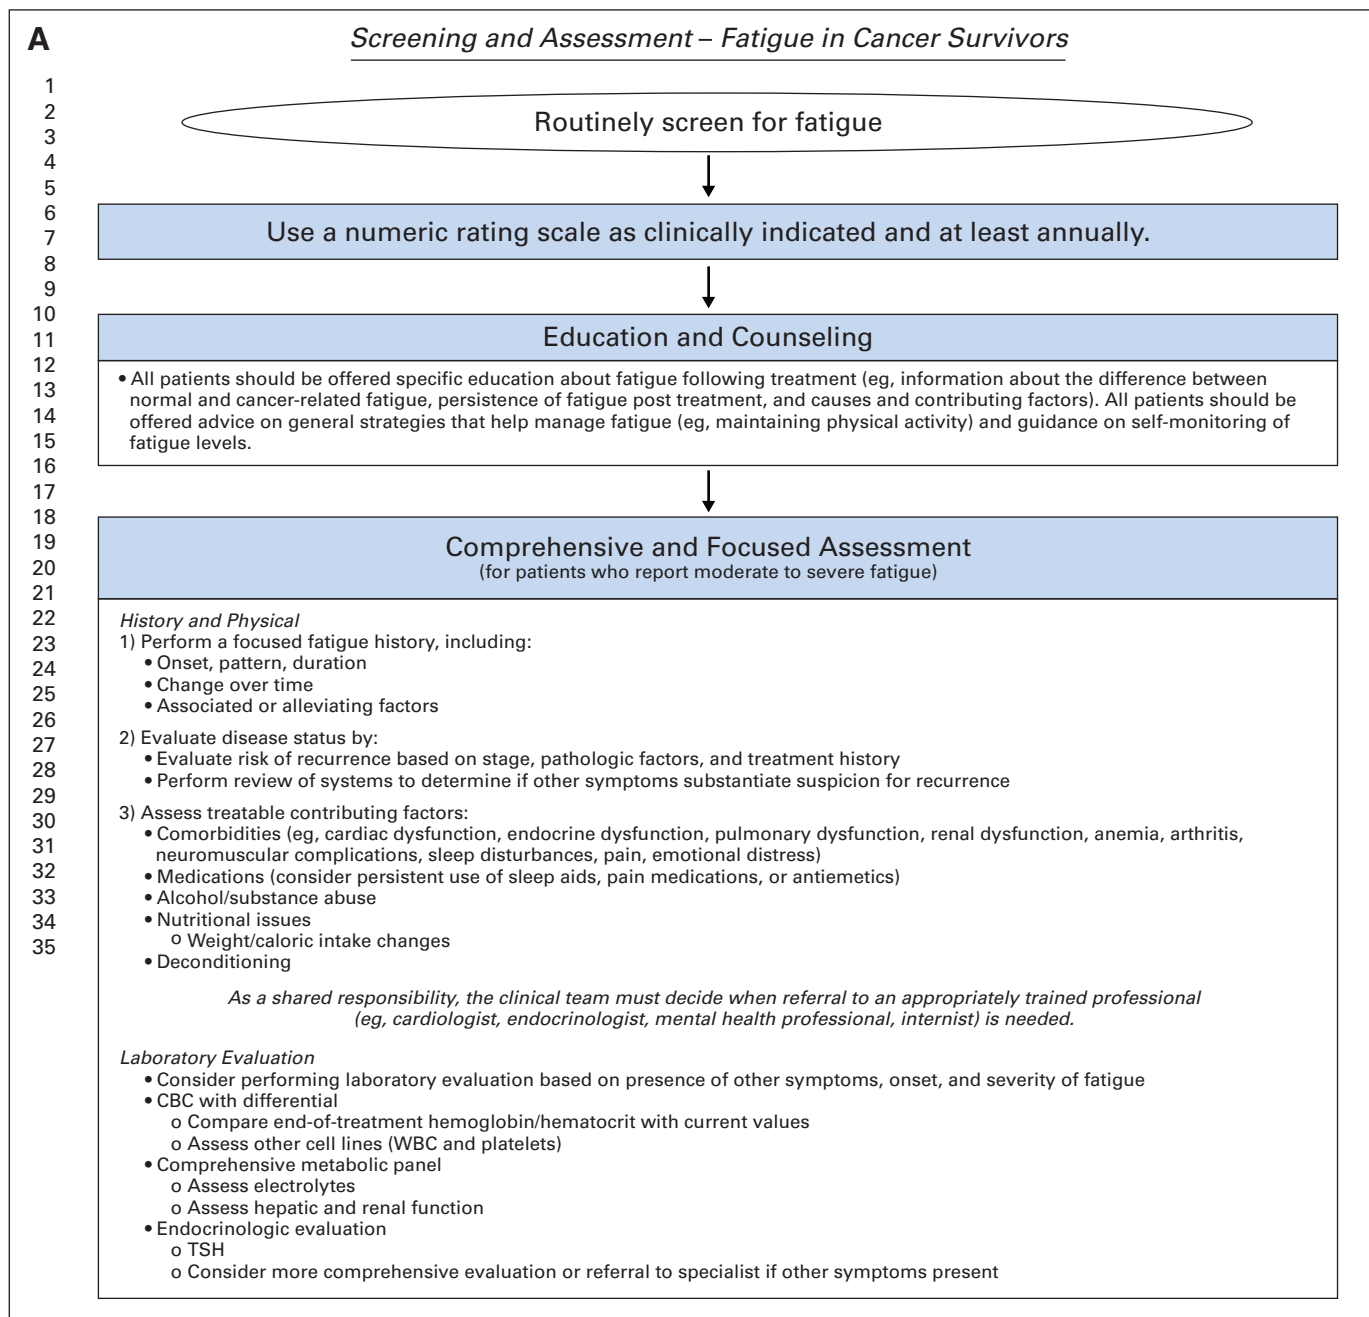 A
Screening and Assessment – Fatigue in Cancer Survivors
1
2
3
4
5
6
7
8
9
10
11
12
13
14
15
16
17
18
19
20
21
22
23
24
25
26
27
28
29
30
31
32
33
34
35
Routinely screen for fatigue
Use a numeric rating scale as clinically indicated and at least annually.
Education and Counseling
• All patients should be offered specific education about fatigue following treatment (eg, information about the difference between
normal and cancer-related fatigue, persistence of fatigue post treatment, and causes and contributing factors). All patients should be
offered advice on general strategies that help manage fatigue (eg, maintaining physical activity) and guidance on self-monitoring of
fatigue levels.
Comprehensive and Focused Assessment
(for patients who report moderate to severe fatigue)
History and Physical
1) Perform a focused fatigue history, including:
• Onset, pattern, duration
• Change over time
• Associated or alleviating factors
2) Evaluate disease status by:
• Evaluate risk of recurrence based on stage, pathologic factors, and treatment history
• Perform review of systems to determine if other symptoms substantiate suspicion for recurrence
3) Assess treatable contributing factors:
• Comorbidities (eg, cardiac dysfunction, endocrine dysfunction, pulmonary dysfunction, renal dysfunction, anemia, arthritis,
neuromuscular complications, sleep disturbances, pain, emotional distress)
• Medications (consider persistent use of sleep aids, pain medications, or antiemetics)
• Alcohol/substance abuse
• Nutritional issues
o Weight/caloric intake changes
• Deconditioning
As a shared responsibility, the clinical team must decide when referral to an appropriately trained professional
(eg, cardiologist, endocrinologist, mental health professional, internist) is needed.
Laboratory Evaluation
• Consider performing laboratory evaluation based on presence of other symptoms, onset, and severity of fatigue
• CBC with differential
o Compare end-of-treatment hemoglobin/hematocrit with current values
o Assess other cell lines (WBC and platelets)
• Comprehensive metabolic panel
o Assess electrolytes
o Assess hepatic and renal function
• Endocrinologic evaluation
o TSH
o Consider more comprehensive evaluation or referral to specialist if other symptoms present